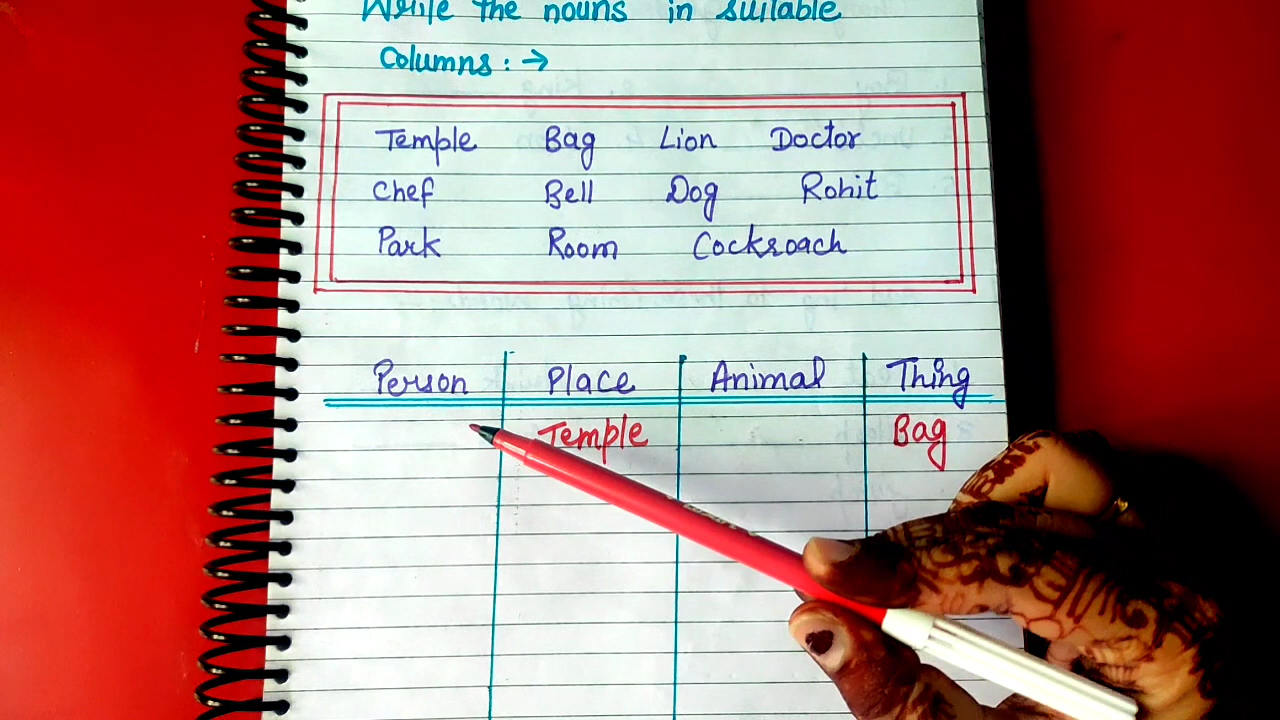 Write the nouns in suitable
Columns : →
Temple Bag Lion Doctor
Chef Bell Dog Rohit
Park Room Cockroach
Person Place Animal Thing
Temple Bag